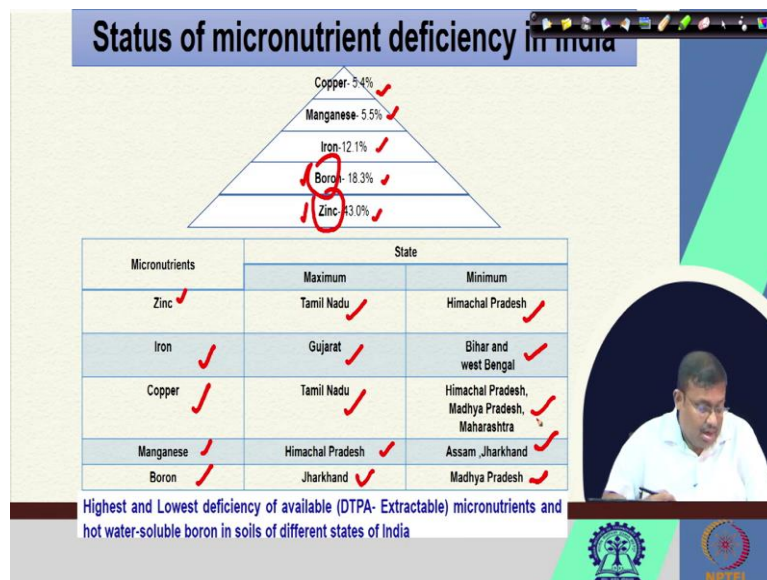 Status of micronutrient deficiency in India
Copper- 5.4%
Manganese- 5.5%
Iron-12.1%
Boron- 18.3%
Zinc-43.0%
Micronutrients
State
Maximum
Minimum
Zinc
Tamil Nadu
Himachal Pradesh
Iron
Gujarat
Bihar and
west Bengal
Copper
Tamil Nadu
Himachal Pradesh,
Madhya Pradesh,
Maharashtra
Manganese
Himachal Pradesh
Assam ,Jharkhand
Boron
Jharkhand
Madhya Pradesh
Highest and Lowest deficiency of available (DTPA- Extractable) micronutrients and
hot water-soluble boron in soils of different states of India
NPTEL